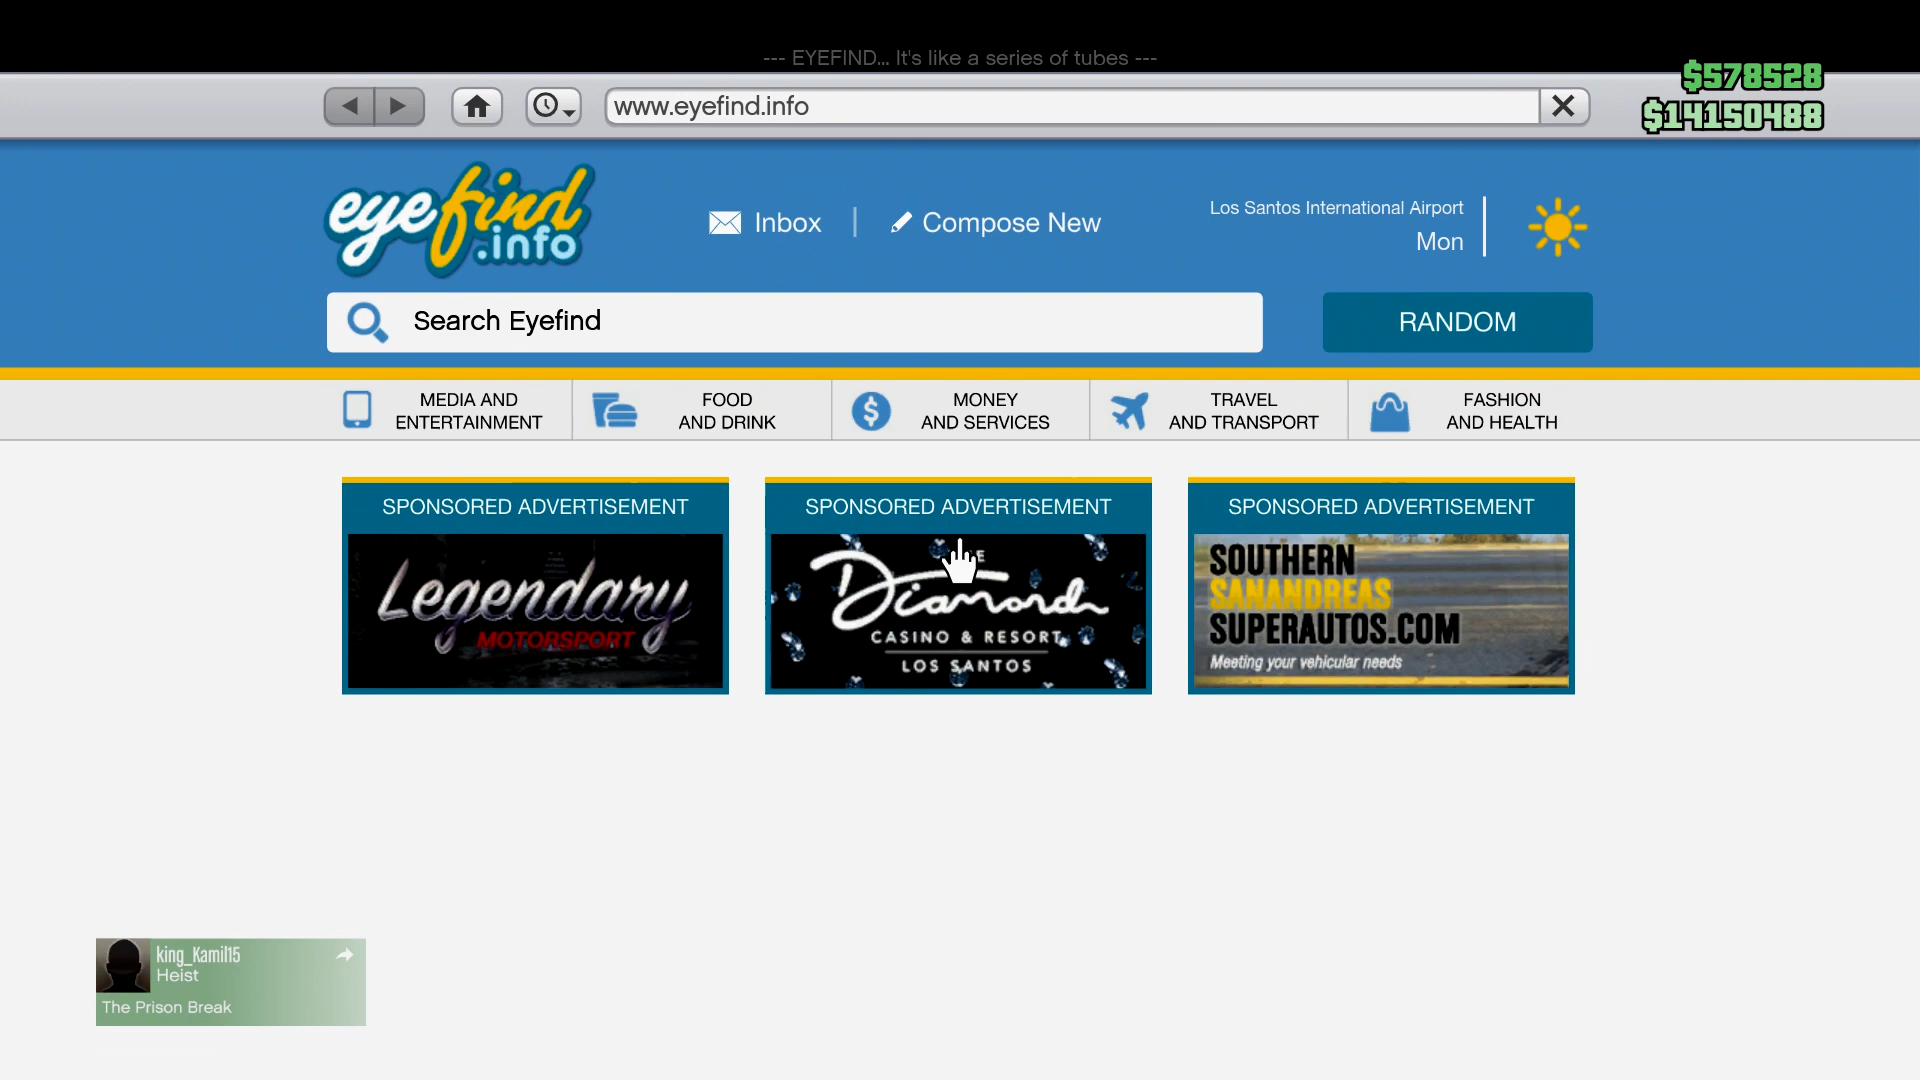 --- EYEFIND... It's like a series of tubes ---
$578528
www.eyefind.info
$14150488
eyefind
.info
Inbox
Compose New
Los Santos International Airport
Mon
Search Eyefind
RANDOM
MEDIA AND
ENTERTAINMENT
FOOD
AND DRINK
MONEY
AND SERVICES
TRAVEL
AND TRANSPORT
FASHION
AND HEALTH
SPONSORED ADVERTISEMENT
Legendary
MOTORSPORT
SPONSORED ADVERTISEMENT
Diamond
CASINO & RESORT
LOS SANTOS
SPONSORED ADVERTISEMENT
SOUTHERN
SANANDREAS
SUPERAUTOS.COM
Meeting your vehicular needs
king_Kamil15
Heist
The Prison Break